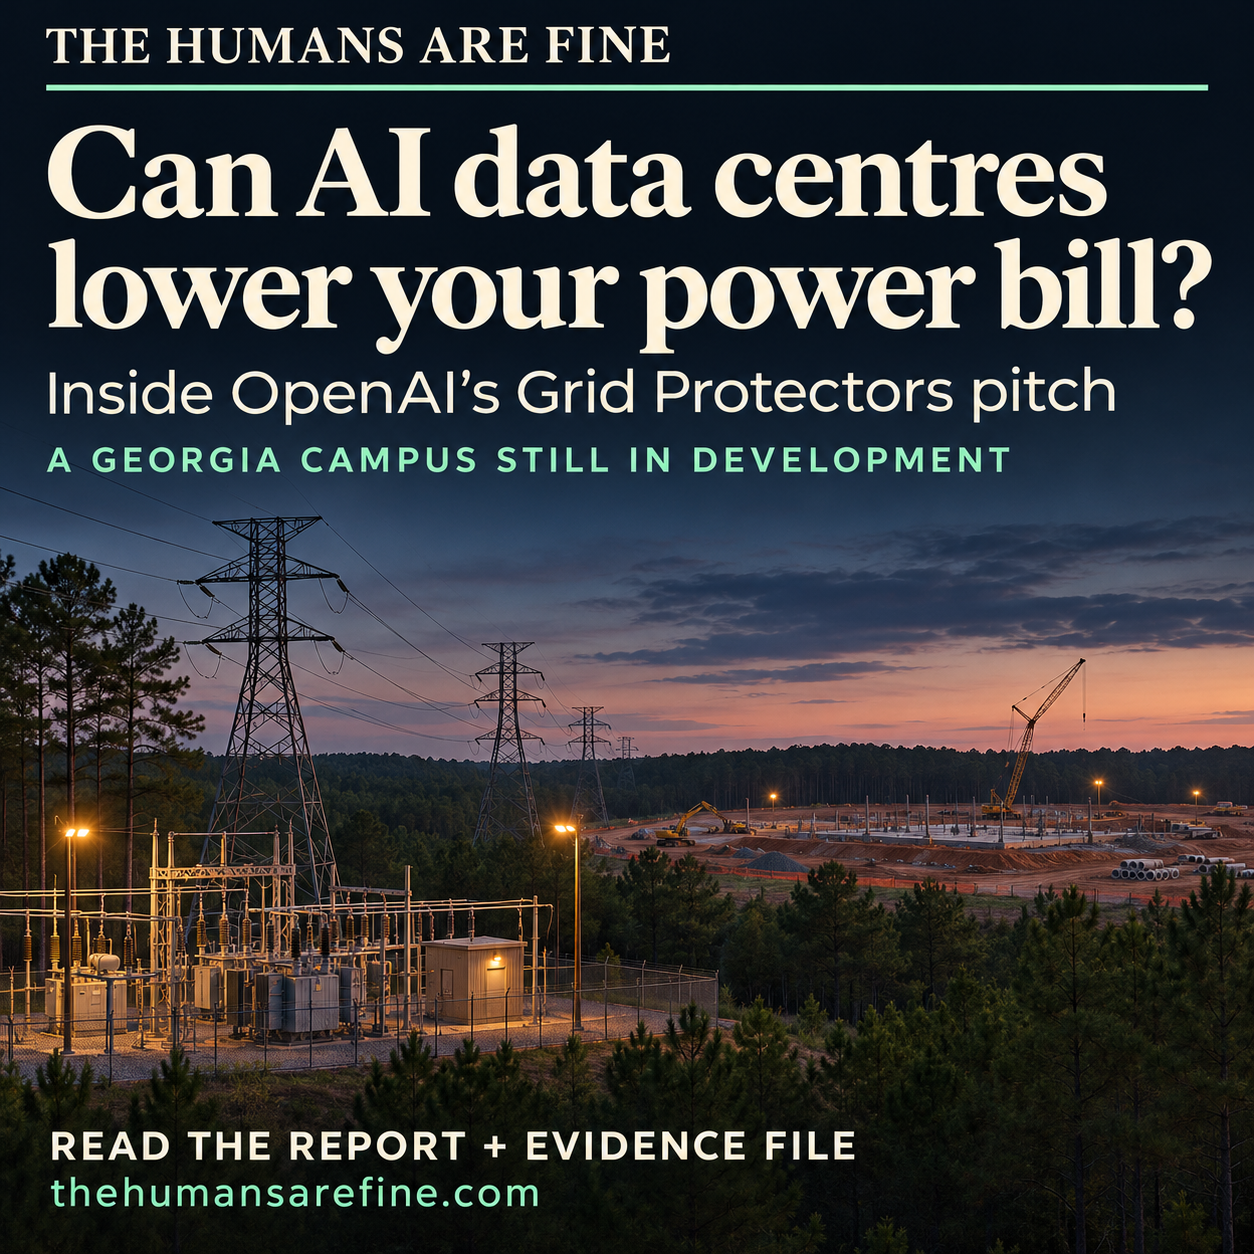 THE HUMANS ARE FINE
Can AI data centres
lower your power bill?
Inside OpenAI’s Grid Protectors pitch
A GEORGIA CAMPUS STILL IN DEVELOPMENT
READ THE REPORT + EVIDENCE FILE
thehumansarefine.com